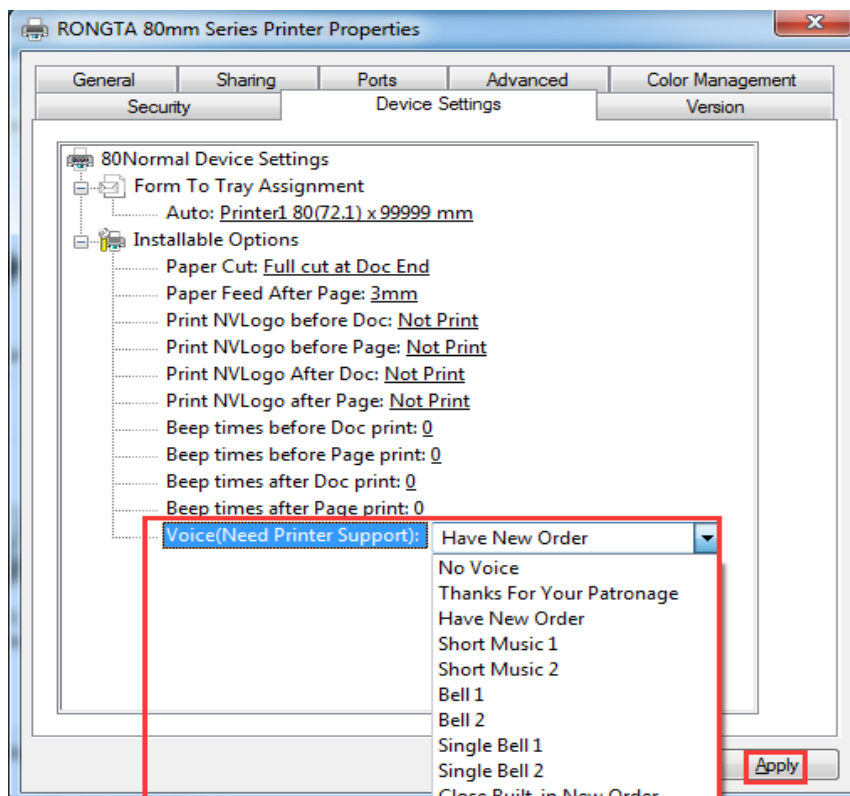 RONGTA 80mm Series Printer Properties
General Sharing Ports Advanced Color Management
Security Device Settings Version
80Normal Device Settings
Form To Tray Assignment
Auto: Printer1 80(72.1) x 99999 mm
Installable Options
Paper Cut: Full cut at Doc End
Paper Feed After Page: 3mm
Print NVLogo before Doc: Not Print
Print NVLogo before Page: Not Print
Print NVLogo After Doc: Not Print
Print NVLogo after Page: Not Print
Beep times before Doc print: 0
Beep times before Page print: 0
Beep times after Doc print: 0
Beep times after Page print: 0
Voice(Need Printer Support): Have New Order
No Voice
Thanks For Your Patronage
Have New Order
Short Music 1
Short Music 2
Bell 1
Bell 2
Single Bell 1
Apply
Single Bell 2
Close Built-in New Order